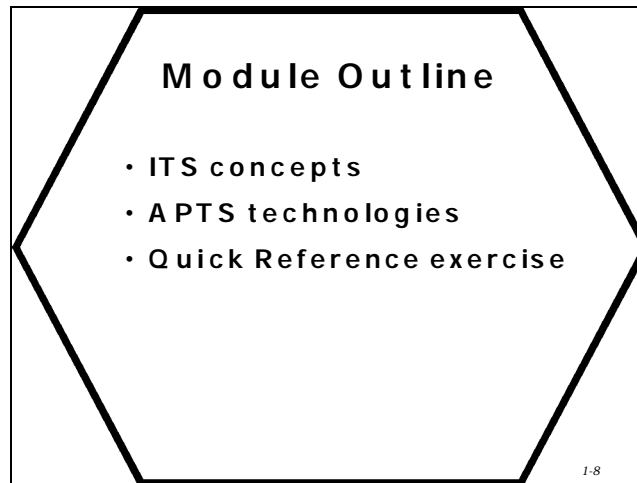 Module Outline
• ITS concepts
• APTS technologies
• Quick Reference exercise
1-8